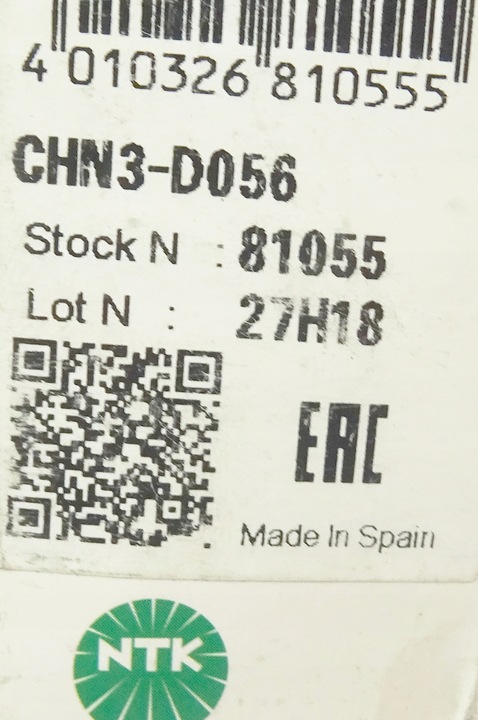 4 010326 810555
CHN3-D056
Stock N : 81055
Lot N : 27H18
EAC
Made In Spain
NTK